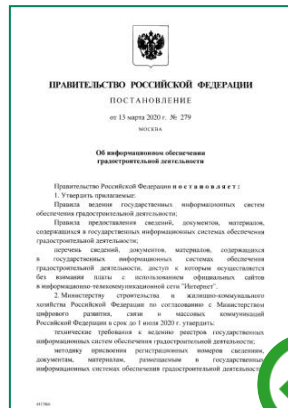 ПРАВИТЕЛЬСТВО РОССИЙСКОЙ ФЕДЕРАЦИИ
ПОСТАНОВЛЕНИЕ
от 13 марта 2020 г. № 279
МОСКВА
Об информационном обеспечении
градостроительной деятельности
Правительство Российской Федерации постановляет:
1. Утвердить прилагаемые:
Правила ведения государственных информационных систем
обеспечения градостроительной деятельности;
Правила предоставления сведений, документов, материалов,
содержащихся в государственных информационных системах обеспечения
градостроительной деятельности;
перечень сведений, документов, материалов, содержащихся
в государственных информационных системах обеспечения
градостроительной деятельности, доступ к которым осуществляется
без взимания платы с использованием официальных сайтов
в информационно-телекоммуникационной сети "Интернет".
2. Министерству строительства и жилищно-коммунального
хозяйства Российской Федерации по согласованию с Министерством
цифрового развития, связи и массовых коммуникаций
Российской Федерации в срок до 1 июля 2020 г. утвердить:
технические требования к ведению реестров государственных
информационных систем обеспечения градостроительной деятельности;
методику присвоения регистрационных номеров сведениям,
документам, материалам, размещаемым в государственных
информационных системах обеспечения градостроительной деятельности